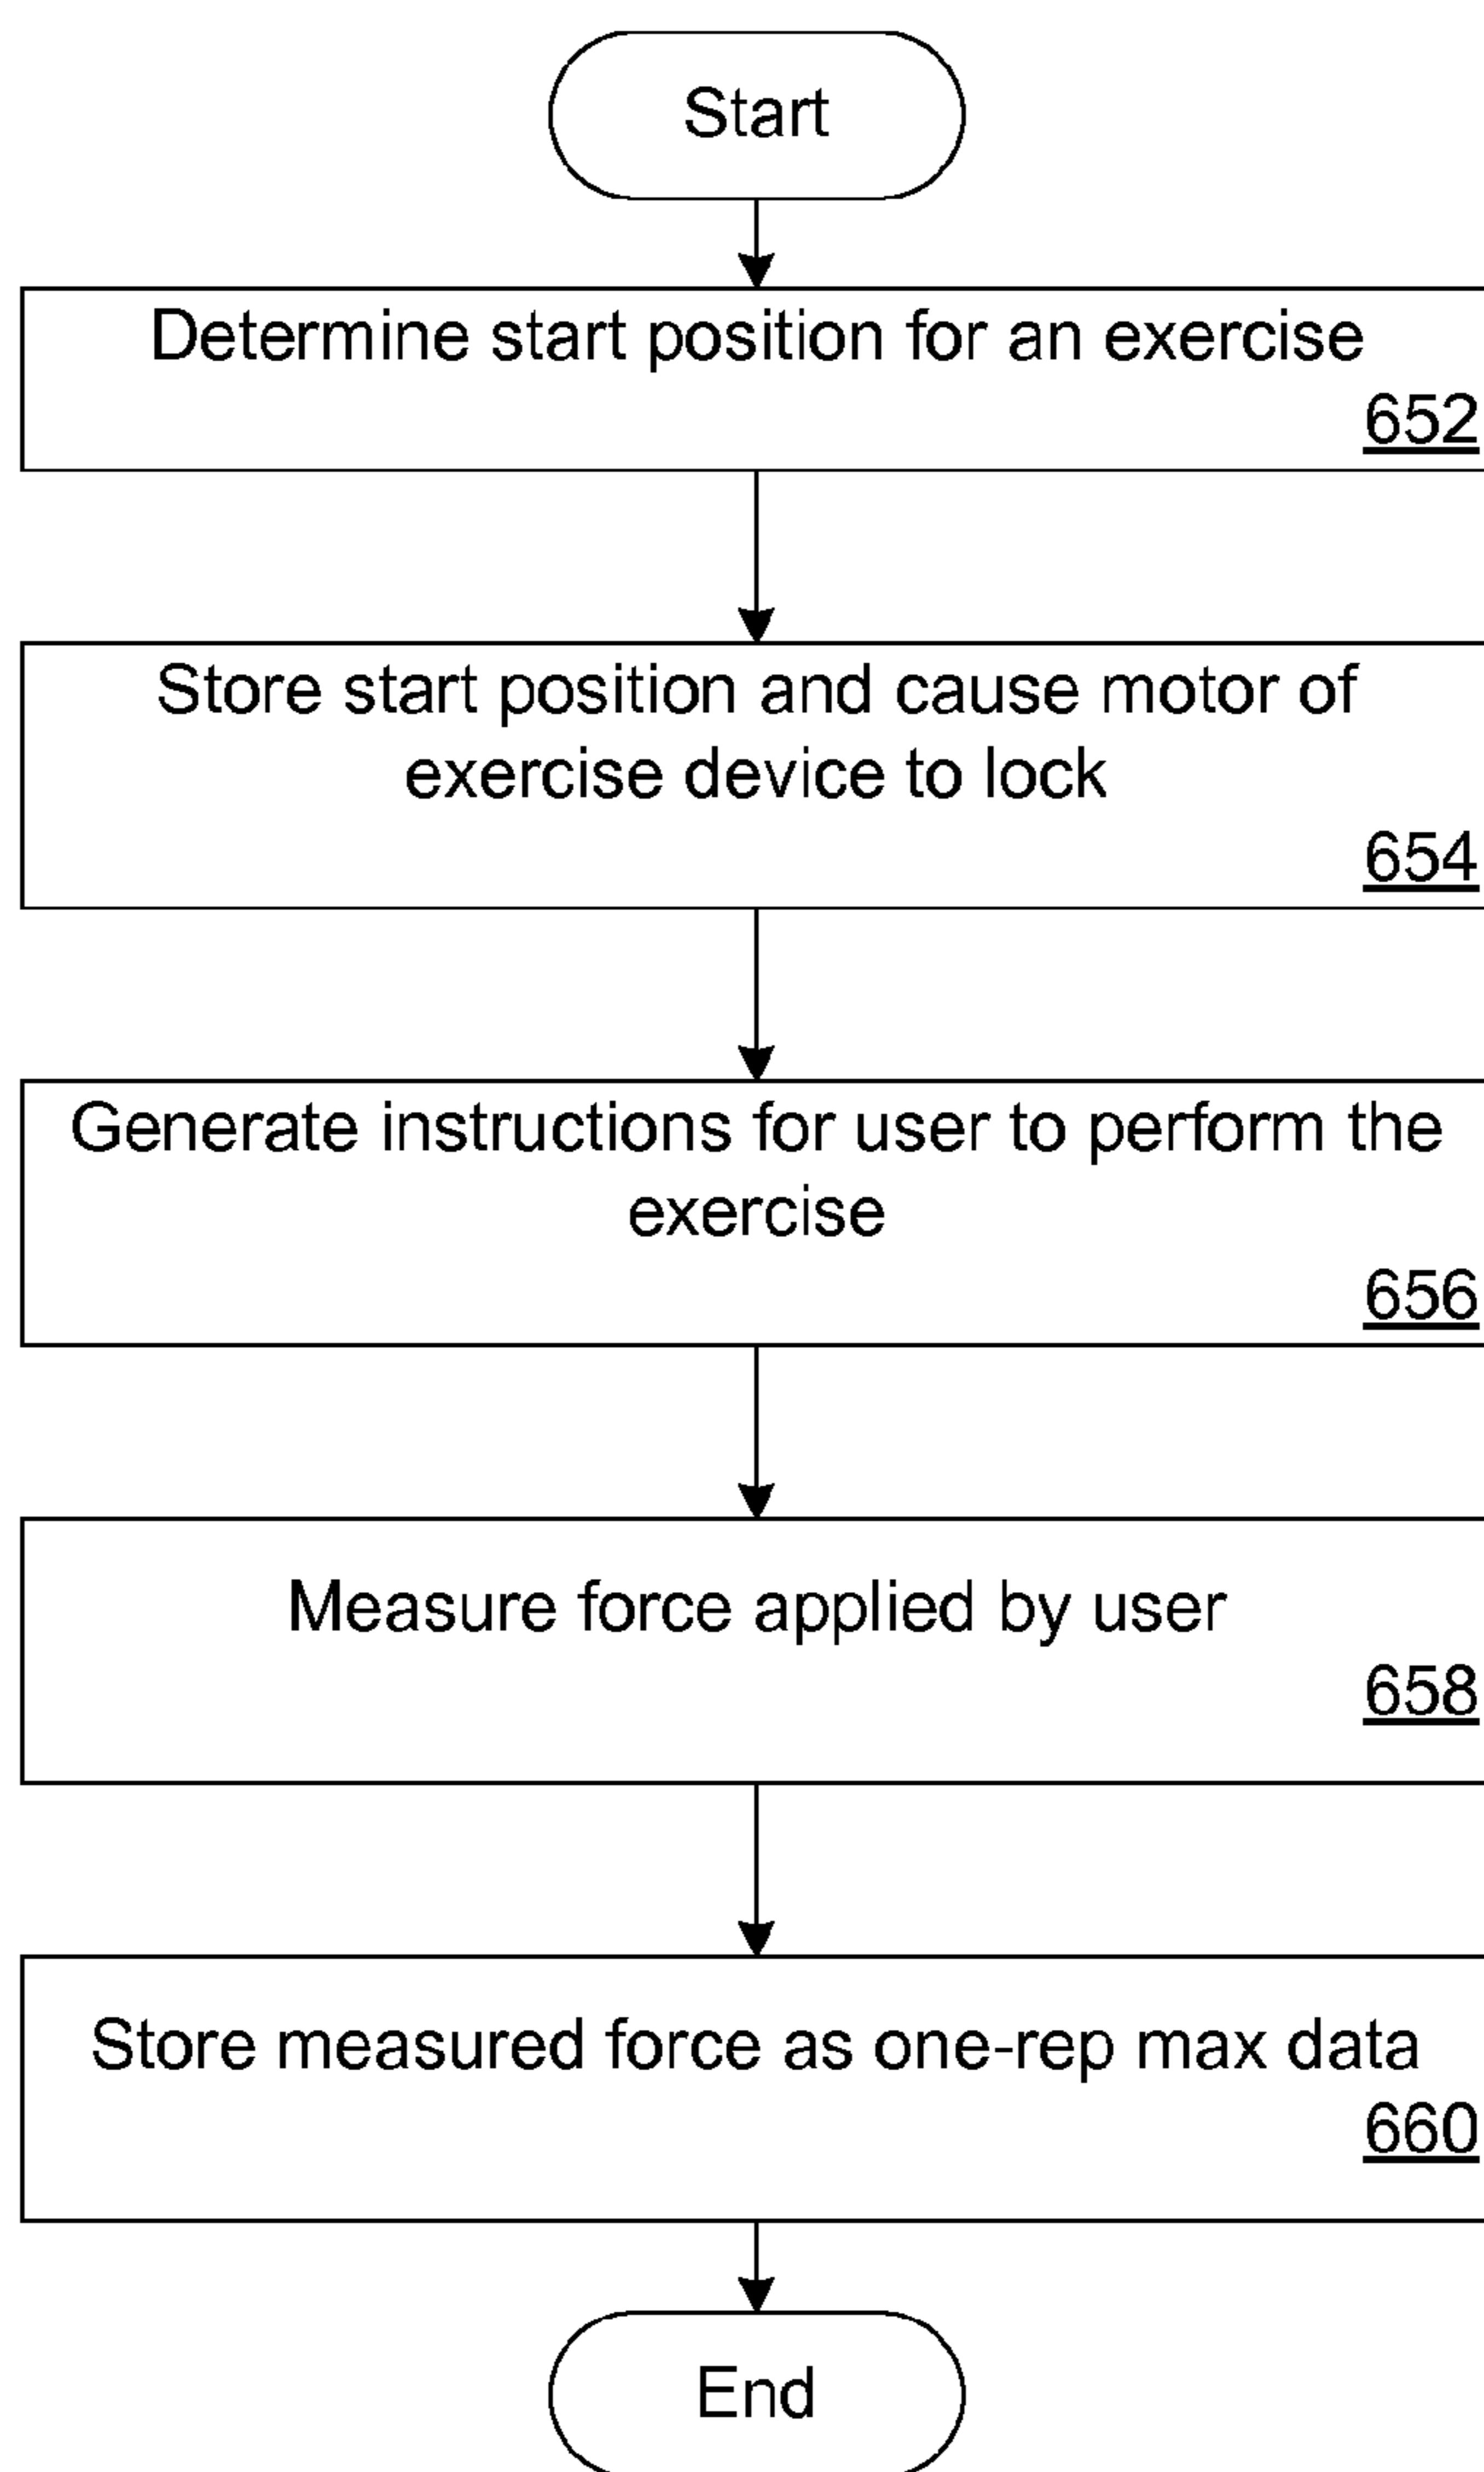 Start
Determine start position for an exercise
652
Store start position and cause motor of
exercise device to lock
654
Generate instructions for user to perform the
exercise
656
Measure force applied by user
658
Store measured force as one-rep max data
660
End